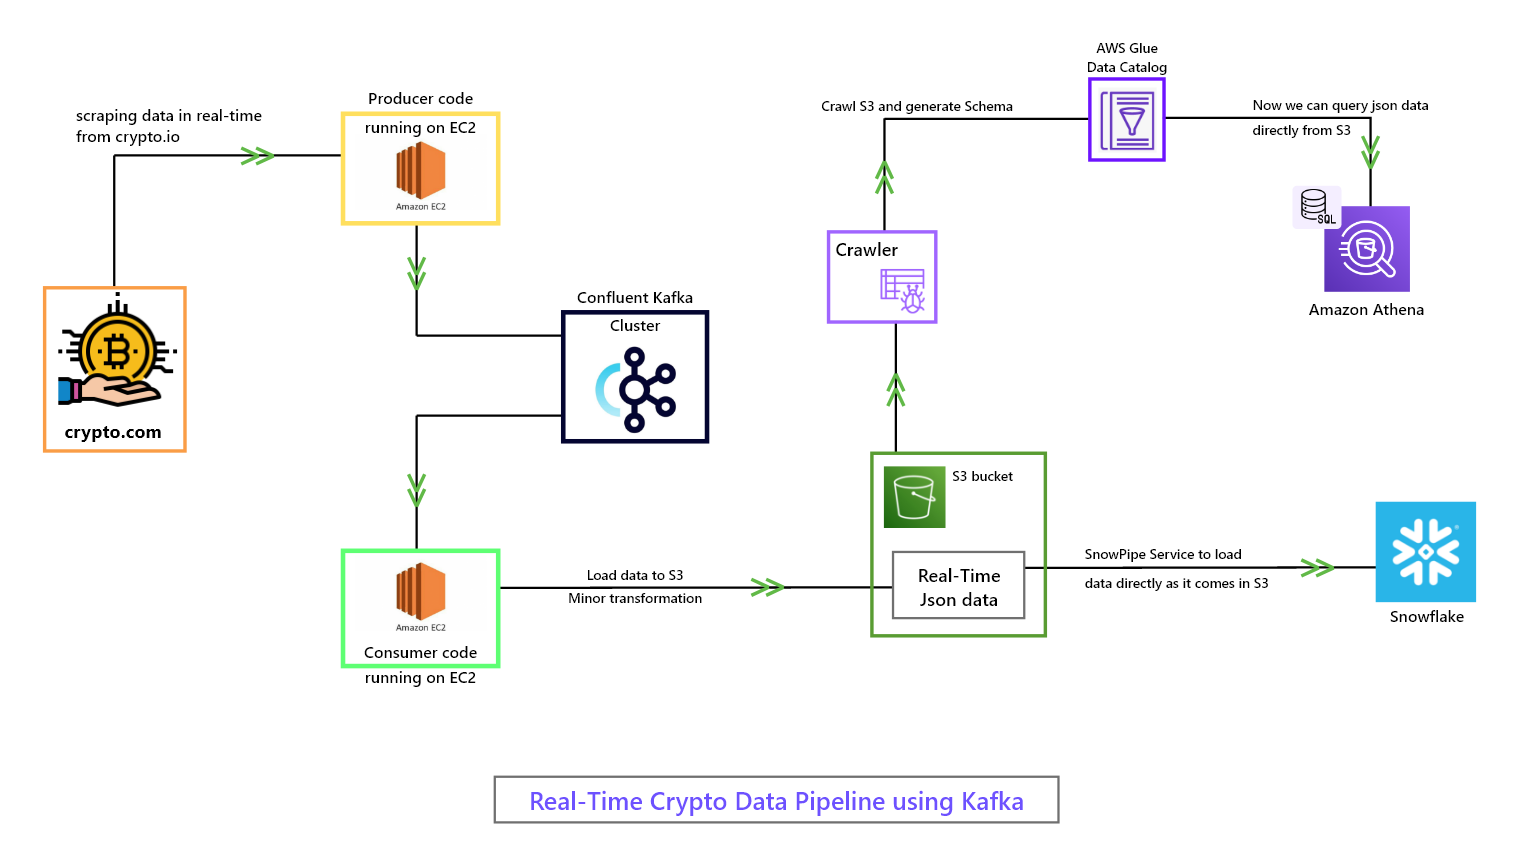 scraping data in real-time
from crypto.io
Producer code
running on EC2
Amazon EC2
crypto.com
Confluent Kafka
Cluster
Amazon EC2
Consumer code
running on EC2
Load data to S3
Minor transformation
S3 bucket
Real-Time
Json data
Crawler
Crawl S3 and generate Schema
AWS Glue
Data Catalog
Now we can query json data
directly from S3
SQL
Amazon Athena
SnowPipe Service to load
data directly as it comes in S3
Snowflake
Real-Time Crypto Data Pipeline using Kafka